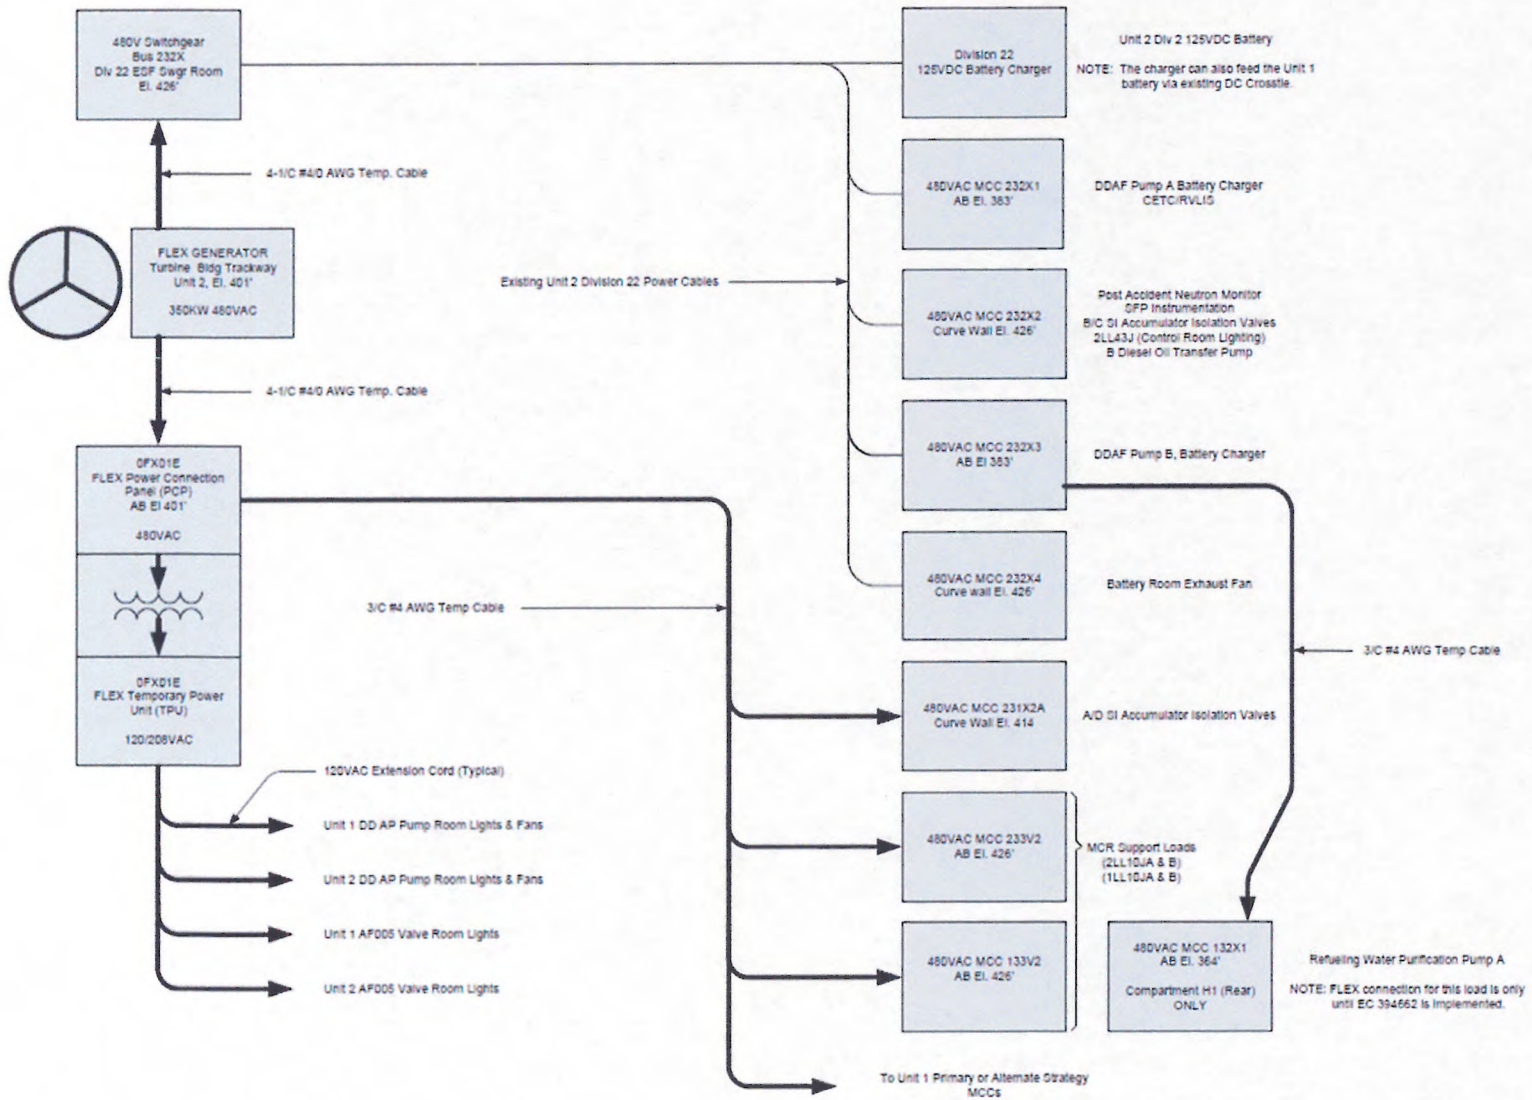 480V Switchgear
Bus 232X
Div 22 ESF Swgr Room
El. 426'
4-1/C #4/0 AWG Temp. Cable
FLEX GENERATOR
Turbine Bldg Trackway
Unit 2, El. 401'
350KW 480VAC
4-1/C #4/0 AWG Temp. Cable
0FX01E
FLEX Power Connection
Panel (PCP)
AB El 401'
480VAC
0FX01E
FLEX Temporary Power
Unit (TPU)
120/208VAC
120VAC Extension Cord (Typical)
Unit 1 DD AP Pump Room Lights & Fans
Unit 2 DD AP Pump Room Lights & Fans
Unit 1 AF005 Valve Room Lights
Unit 2 AF005 Valve Room Lights
Existing Unit 2 Division 22 Power Cables
3/C #4 AWG Temp Cable
Division 22
125VDC Battery Charger
Unit 2 Div 2 125VDC Battery
NOTE: The charger can also feed the Unit 1
battery via existing DC Crosstie.
480VAC MCC 232X1
AB El. 383'
DDAF Pump A Battery Charger
CETC/RVLIS
480VAC MCC 232X2
Curve Wall El. 426'
Post Accident Neutron Monitor
SFP Instrumentation
B/C SI Accumulator Isolation Valves
2LL43J (Control Room Lighting)
B Diesel Oil Transfer Pump
480VAC MCC 232X3
AB El 383'
DDAF Pump B, Battery Charger
480VAC MCC 232X4
Curve wall El. 426'
Battery Room Exhaust Fan
3/C #4 AWG Temp Cable
480VAC MCC 231X2A
Curve Wall El. 414
A/D SI Accumulator Isolation Valves
480VAC MCC 233V2
AB El. 426'
MCR Support Loads
(2LL10JA & B)
(1LL10JA & B)
480VAC MCC 133V2
AB El. 426'
480VAC MCC 132X1
AB El. 364'
Compartment H1 (Rear)
ONLY
Refueling Water Purification Pump A
NOTE: FLEX connection for this load is only
until EC 394662 is implemented.
To Unit 1 Primary or Alternate Strategy
MCCs